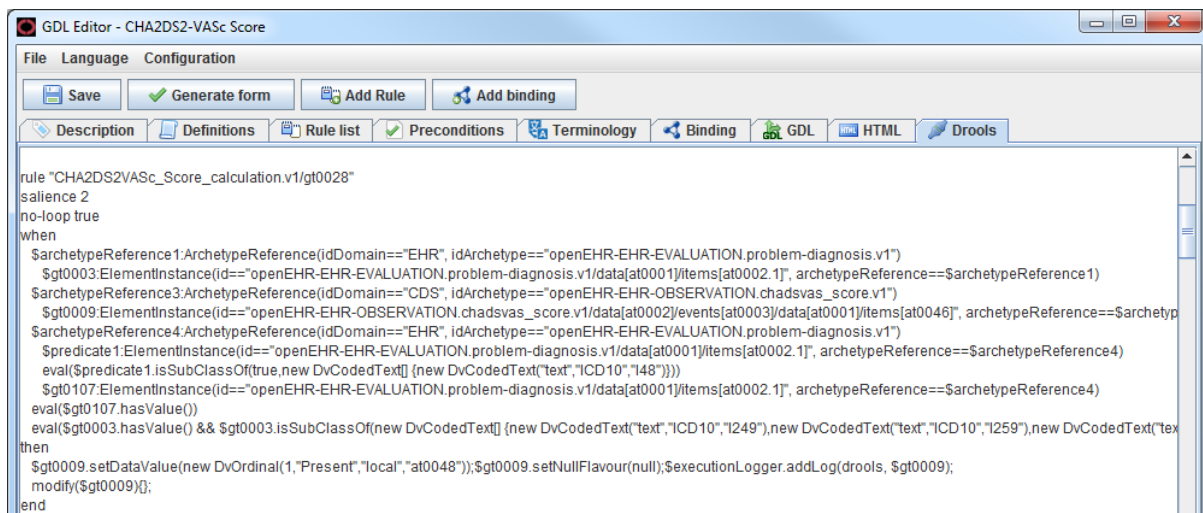 GDL Editor - CHA2DS2-VASc Score
File Language Configuration
Save Generate form Add Rule Add binding
Description Definitions Rule list Preconditions Terminology Binding GDL HTML Drools
rule "CHA2DS2VASc_Score_calculation.v1/gt0028"
salience 2
no-loop true
when
$archetypeReference1:ArchetypeReference(idDomain=="EHR", idArchetype=="openEHR-EHR-EVALUATION.problem-diagnosis.v1")
$gt0003:ElementInstance(id=="openEHR-EHR-EVALUATION.problem-diagnosis.v1/data[at0001]/items[at0002.1]", archetypeReference==$archetypeReference1)
$archetypeReference3:ArchetypeReference(idDomain=="CDS", idArchetype=="openEHR-EHR-OBSERVATION.chadsvas_score.v1")
$gt0009:ElementInstance(id=="openEHR-EHR-OBSERVATION.chadsvas_score.v1/data[at0002]/events[at0003]/data[at0001]/items[at0046]", archetypeReference==$archetyp
$archetypeReference4:ArchetypeReference(idDomain=="EHR", idArchetype=="openEHR-EHR-EVALUATION.problem-diagnosis.v1")
$predicate1:ElementInstance(id=="openEHR-EHR-EVALUATION.problem-diagnosis.v1/data[at0001]/items[at0002.1]", archetypeReference==$archetypeReference4)
eval($predicate1.isSubClassOf(true,new DvCodedText[] {new DvCodedText("text","ICD10","I48")}))
$gt0107:ElementInstance(id=="openEHR-EHR-EVALUATION.problem-diagnosis.v1/data[at0001]/items[at0002.1]", archetypeReference==$archetypeReference4)
eval($gt0107.hasValue())
eval($gt0003.hasValue() && $gt0003.isSubClassOf(new DvCodedText[] {new DvCodedText("text","ICD10","I249"),new DvCodedText("text","ICD10","I259"),new DvCodedText("tex
then
$gt0009.setDataValue(new DvOrdinal(1,"Present","local","at0048"));$gt0009.setNullFlavour(null);$executionLogger.addLog(drools, $gt0009);
modify($gt0009){};
end